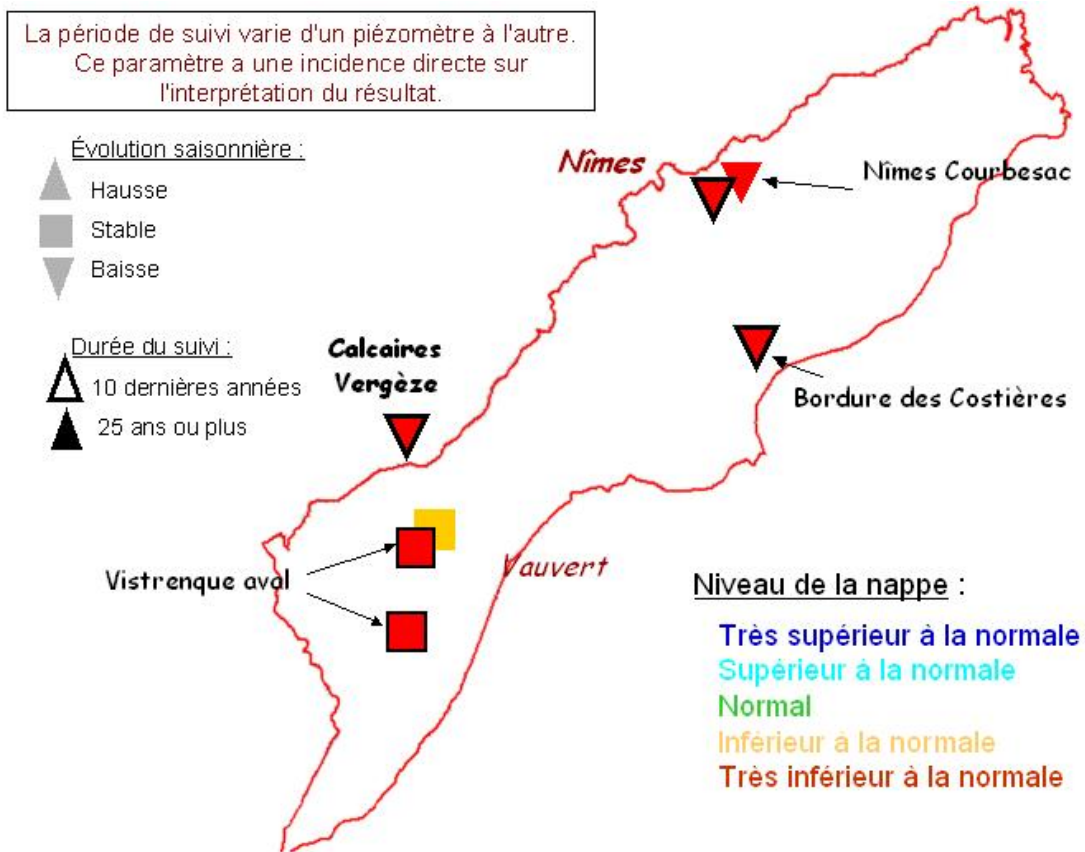 La période de suivi varie d'un piézomètre à l'autre.
Ce paramètre a une incidence directe sur
l'interprétation du résultat.
Évolution saisonnière :
Hausse
Stable
Baisse
Durée du suivi :
10 dernières années
25 ans ou plus
Nîmes
Nîmes Courbesac
Calcaires
Vergèze
Bordure des Costières
Vistrenque aval
Vauvert
Niveau de la nappe :
Très supérieur à la normale
Supérieur à la normale
Normal
Inférieur à la normale
Très inférieur à la normale